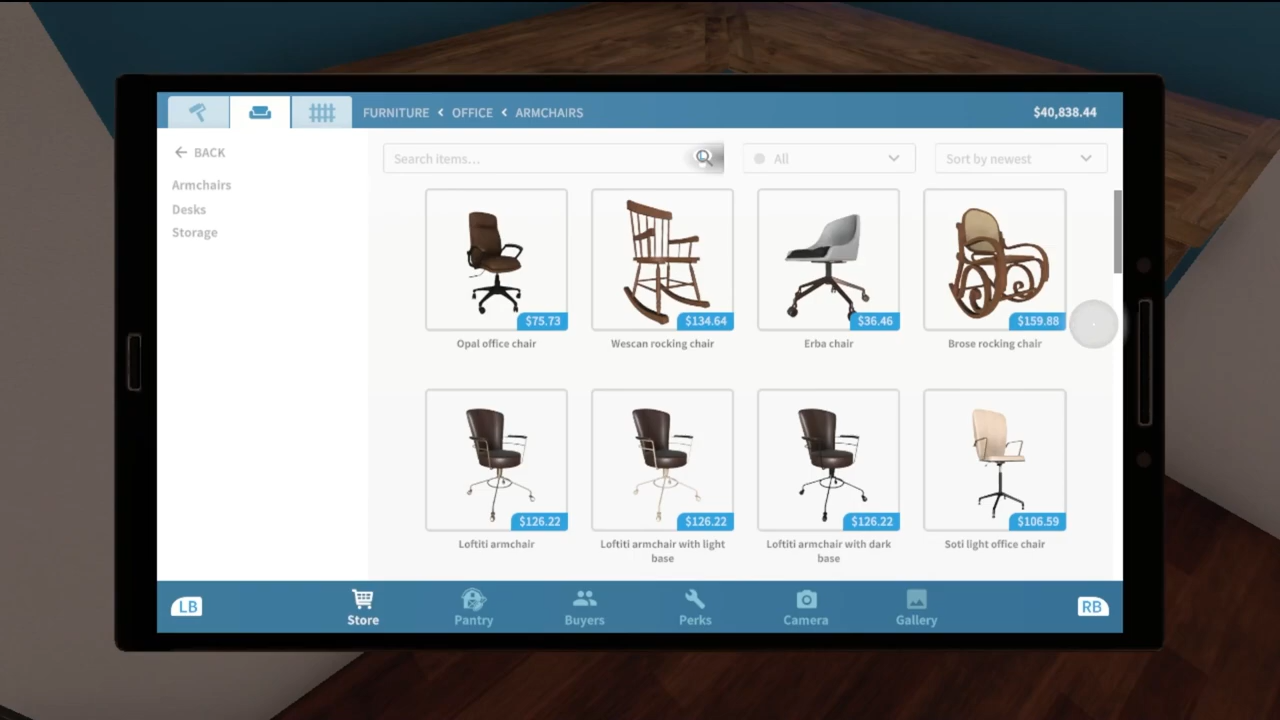 FURNITURE < OFFICE < ARMCHAIRS
$40,838.44
BACK
Search items...
All
Sort by newest
Armchairs
Desks
Storage
$75.73
$134.64
$36.46
$159.88
Opal office chair
Wescan rocking chair
Erba chair
Brose rocking chair
$126.22
$126.22
$126.22
$106.59
Loftiti armchair
Loftiti armchair with light
base
Loftiti armchair with dark
base
Soti light office chair
LB
Store
Pantry
Buyers
Perks
Camera
Gallery
RB